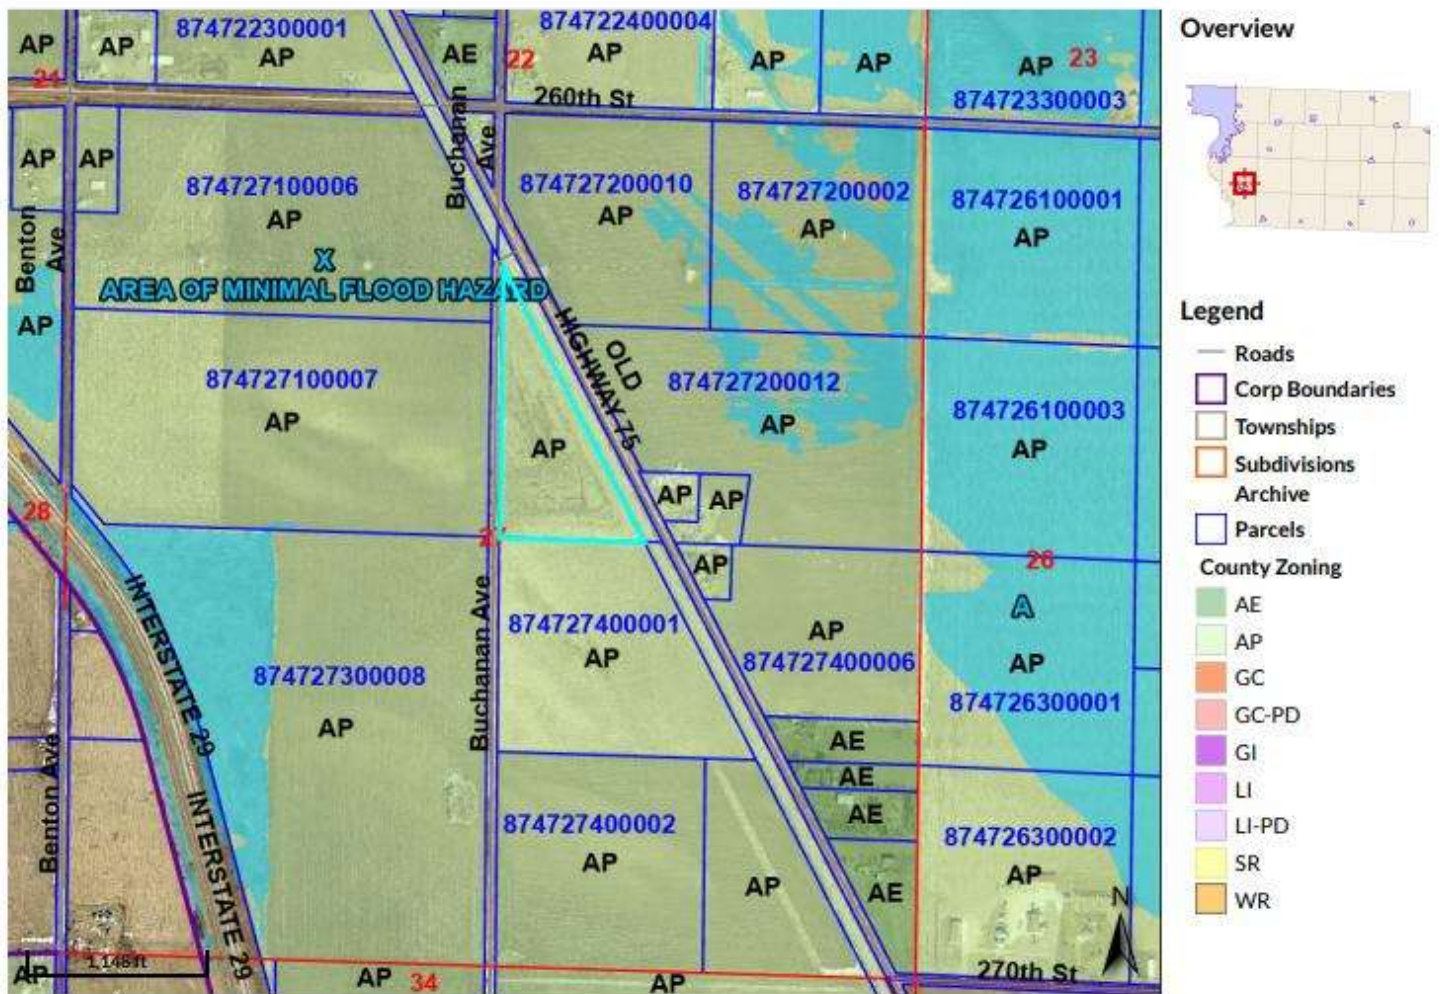 874722300001
AP
AP
AP
21
AE
22
874722400004
AP
260th St
AP
AP
AP
23
874723300003
AP
AP
Benton
Ave
AP
874727100006
AP
Buchanan
Ave
874727200010
AP
874727200002
AP
874726100001
AP
X
AREA OF MINIMAL FLOOD HAZARD
874727100007
AP
AP
OLD
HIGHWAY 75
874727200012
AP
874726100003
AP
AP
AP
AP
28
26
A
INTERSTATE 29
INTERSTATE 29
Benton Ave
874727300008
AP
Buchanan Ave
874727400001
AP
AP
874727400006
AP
874726300001
AE
AE
AE
AE
874727400002
AP
AP
874726300002
AP
N
270th St
1,148 ft
AP
AP
34
AP
Overview
Legend
Roads
Corp Boundaries
Townships
Subdivisions
Archive
Parcels
County Zoning
AE
AP
GC
GC-PD
GI
LI
LI-PD
SR
WR